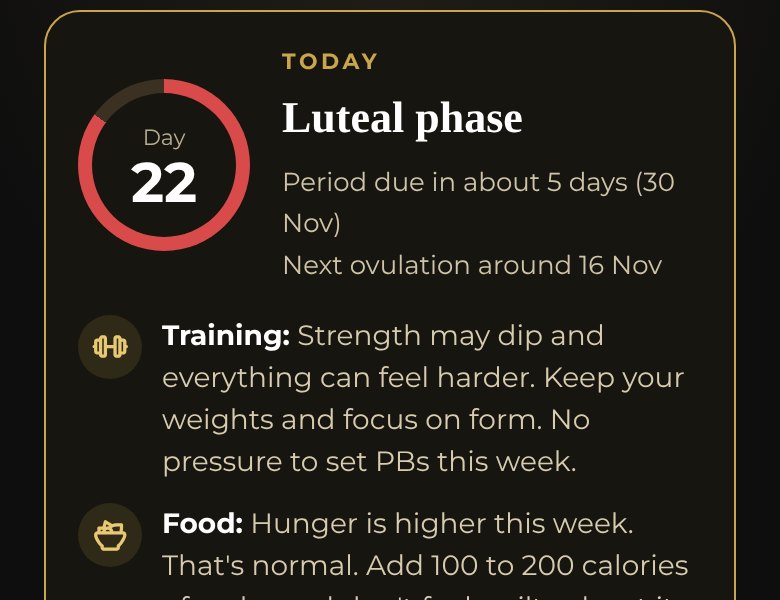 TODAY
Day
22
Luteal phase
Period due in about 5 days (30
Nov)
Next ovulation around 16 Nov
Training: Strength may dip and
everything can feel harder. Keep your
weights and focus on form. No
pressure to set PBs this week.
Food: Hunger is higher this week.
That's normal. Add 100 to 200 calories